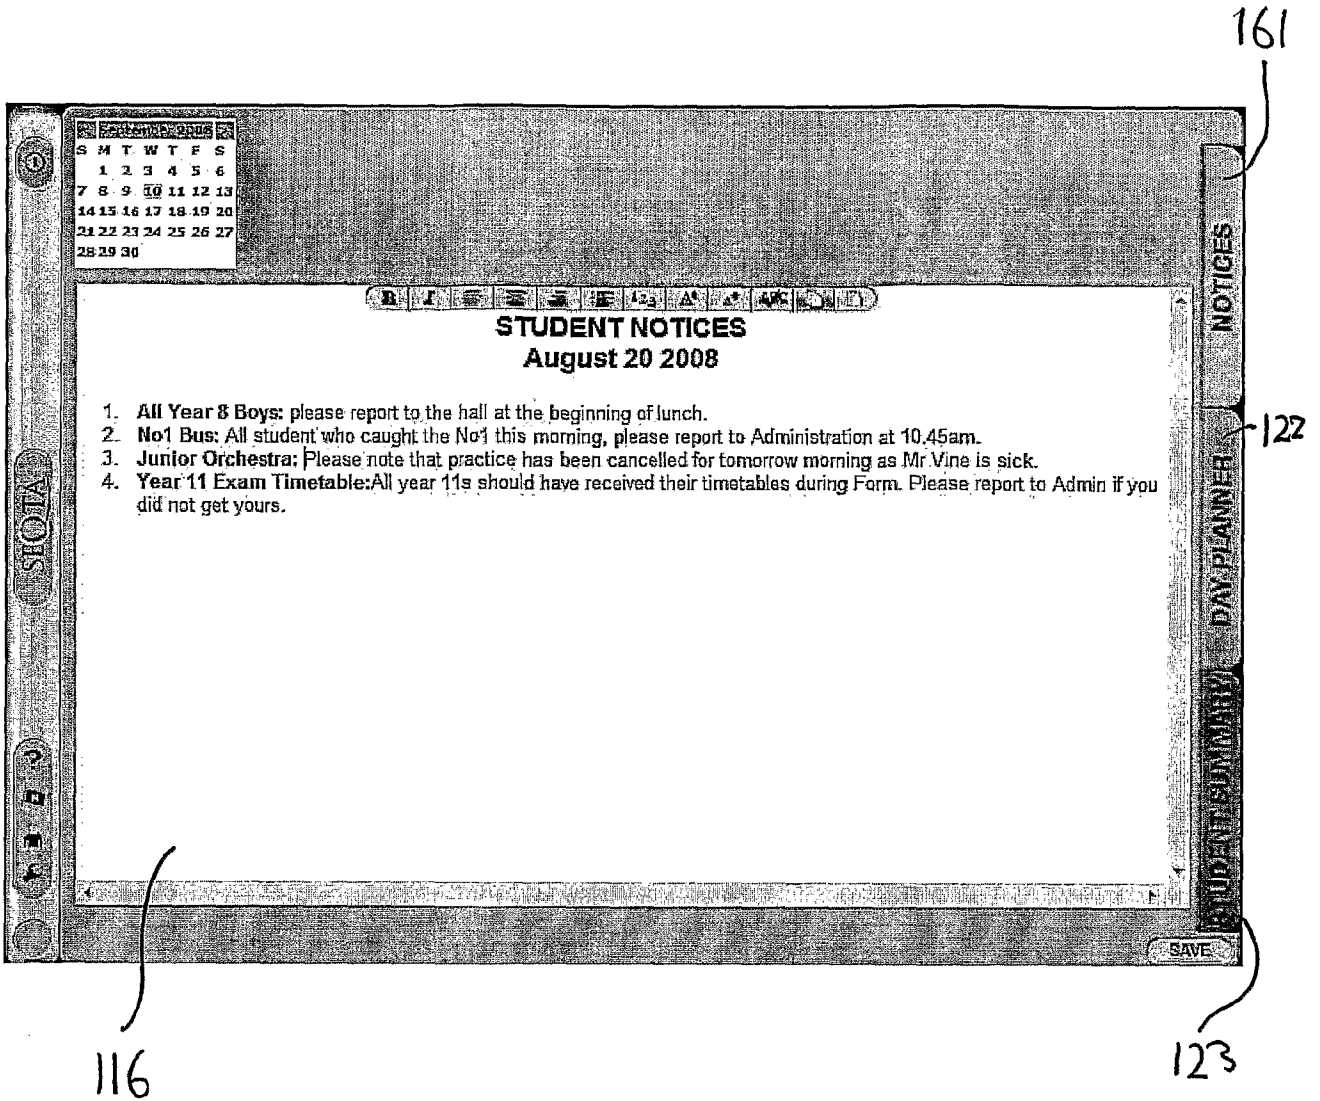 161
September 2008
S M T W T F S
1 2 3 4 5 6
7 8 9 10 11 12 13
14 15 16 17 18 19 20
21 22 23 24 25 26 27
28 29 30
B I 123 A A ABC
STUDENT NOTICES
August 20 2008
1. All Year 8 Boys: please report to the hall at the beginning of lunch.
2. No1 Bus: All student who caught the No1 this morning, please report to Administration at 10.45am.
3. Junior Orchestra: Please note that practice has been cancelled for tomorrow morning as Mr Vine is sick.
4. Year 11 Exam Timetable:All year 11s should have received their timetables during Form. Please report to Admin if you
did not get yours.
NOTICES
122
DAY PLANNER
STUDENT SUMMARY
?
SAVE
116
123